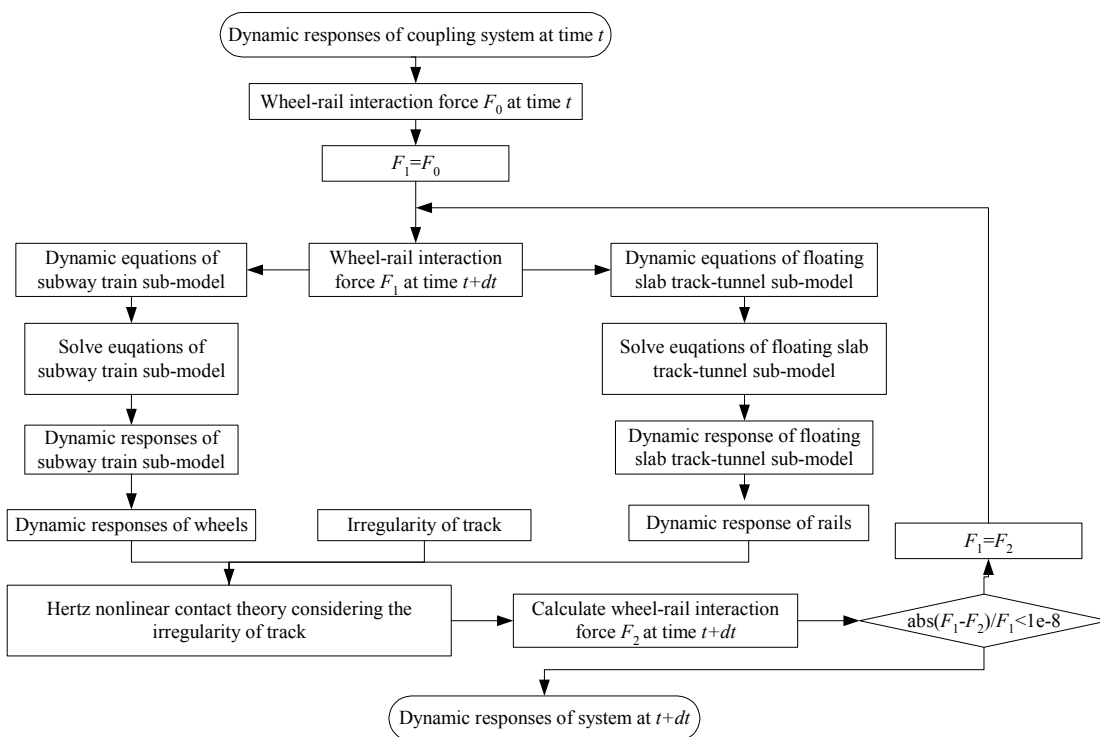 Dynamic responses of coupling system at time t
Wheel-rail interaction force F₀ at time t
F₁=F₀
Dynamic equations of
subway train sub-model
Wheel-rail interaction
force F₁ at time t+dt
Dynamic equations of floating
slab track-tunnel sub-model
Solve euqations of
subway train sub-model
Solve euqations of floating slab
track-tunnel sub-model
Dynamic responses of
subway train sub-model
Dynamic response of floating
slab track-tunnel sub-model
Dynamic responses of wheels
Irregularity of track
Dynamic response of rails
F₁=F₂
Hertz nonlinear contact theory considering the
irregularity of track
Calculate wheel-rail interaction
force F₂ at time t+dt
abs(F₁-F₂)/F₁<1e-8
Dynamic responses of system at t+dt